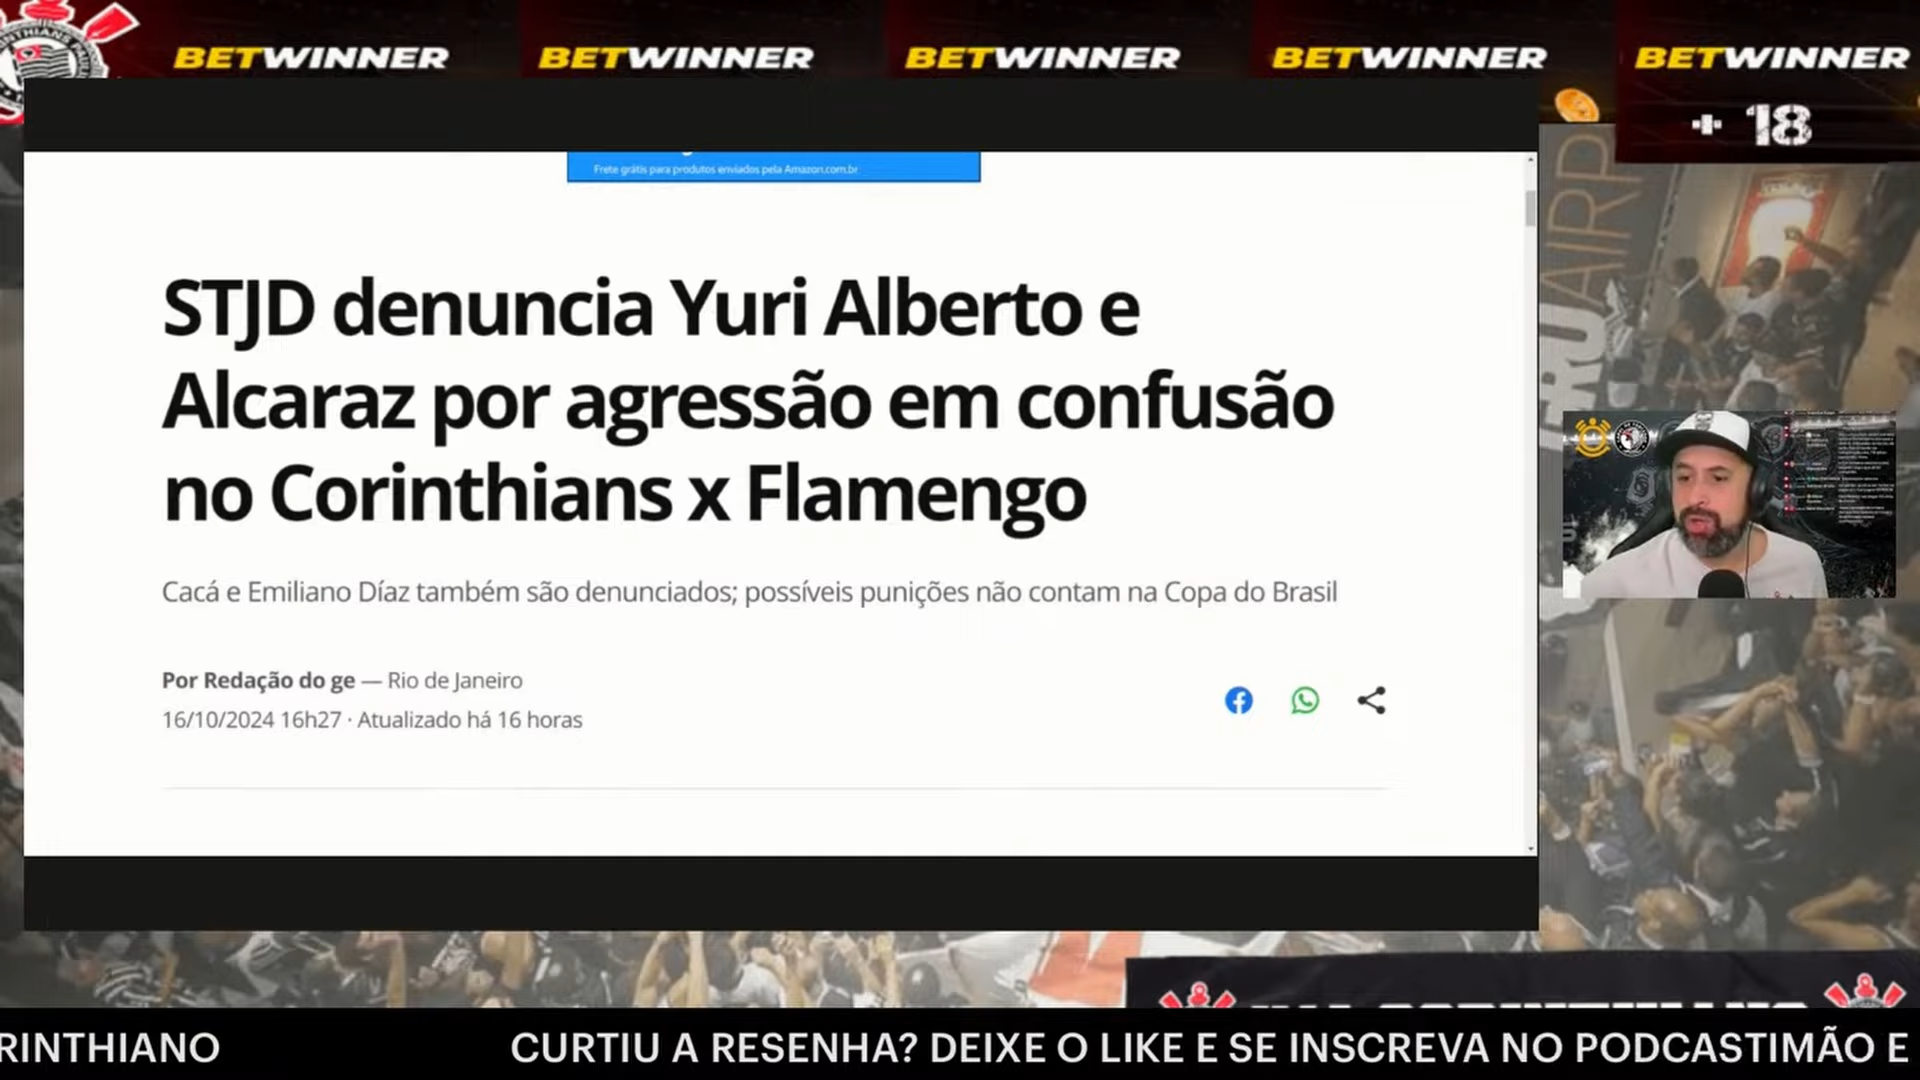 BETWINNER BETWINNER BETWINNER BETWINNER BETWINNER
+ 18
Frete grátis para produtos enviados pela Amazon.com.br
STJD denuncia Yuri Alberto e
Alcaraz por agressão em confusão
no Corinthians x Flamengo
Cacá e Emiliano Díaz também são denunciados; possíveis punições não contam na Copa do Brasil
Por Redação do ge — Rio de Janeiro
16/10/2024 16h27 · Atualizado há 16 horas
RINTHIANO CURTIU A RESENHA? DEIXE O LIKE E SE INSCREVA NO PODCASTIMÃO E